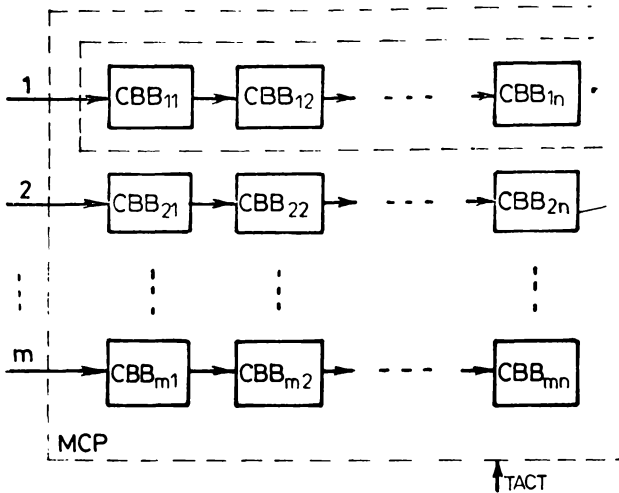 1 CBB₁₁ CBB₁₂ CBB₁ₙ
2 CBB₂₁ CBB₂₂ CBB₂ₙ
m CBBₘ₁ CBBₘ₂ CBBₘₙ
MCP
TACT